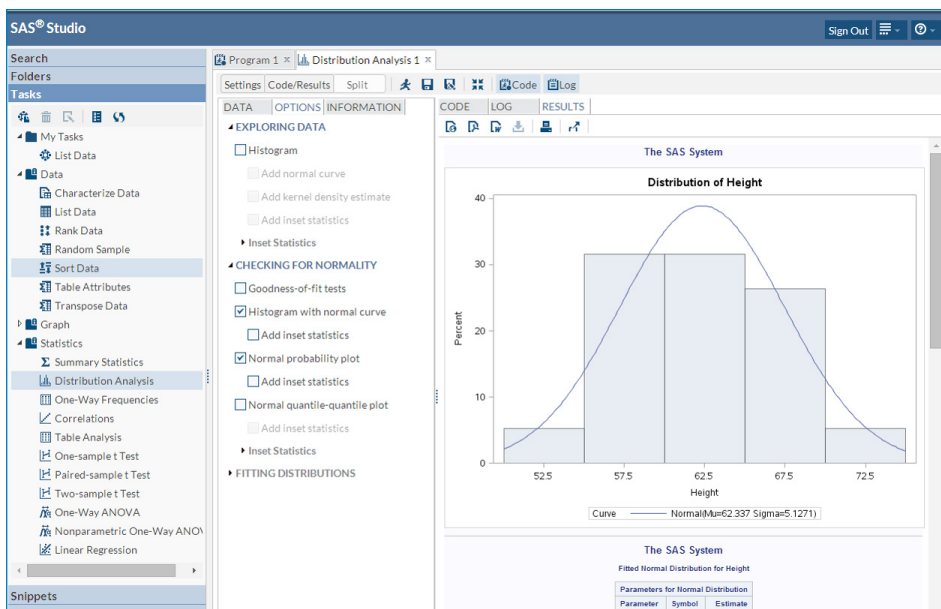 SAS® Studio
Sign Out
Search
Folders
Tasks
My Tasks
List Data
Data
Characterize Data
List Data
Rank Data
Random Sample
Sort Data
Table Attributes
Transpose Data
Graph
Statistics
Summary Statistics
Distribution Analysis
One-Way Frequencies
Correlations
Table Analysis
One-sample t Test
Paired-sample t Test
Two-sample t Test
One-Way ANOVA
Nonparametric One-Way ANOV
Linear Regression
Snippets
Program 1 ×
Distribution Analysis 1 ×
Settings Code/Results Split
Code Log
DATA OPTIONS INFORMATION
EXPLORING DATA
Histogram
Add normal curve
Add kernel density estimate
Add inset statistics
Inset Statistics
CHECKING FOR NORMALITY
Goodness-of-fit tests
Histogram with normal curve
Add inset statistics
Normal probability plot
Add inset statistics
Normal quantile-quantile plot
Add inset statistics
Inset Statistics
FITTING DISTRIBUTIONS
CODE LOG RESULTS
The SAS System
Distribution of Height
40
30
20
10
0
Percent
52.5 57.5 62.5 67.5 72.5
Height
Curve Normal(Mu=62.337 Sigma=5.1271)
The SAS System
Fitted Normal Distribution for Height
Parameters for Normal Distribution
Parameter Symbol Estimate